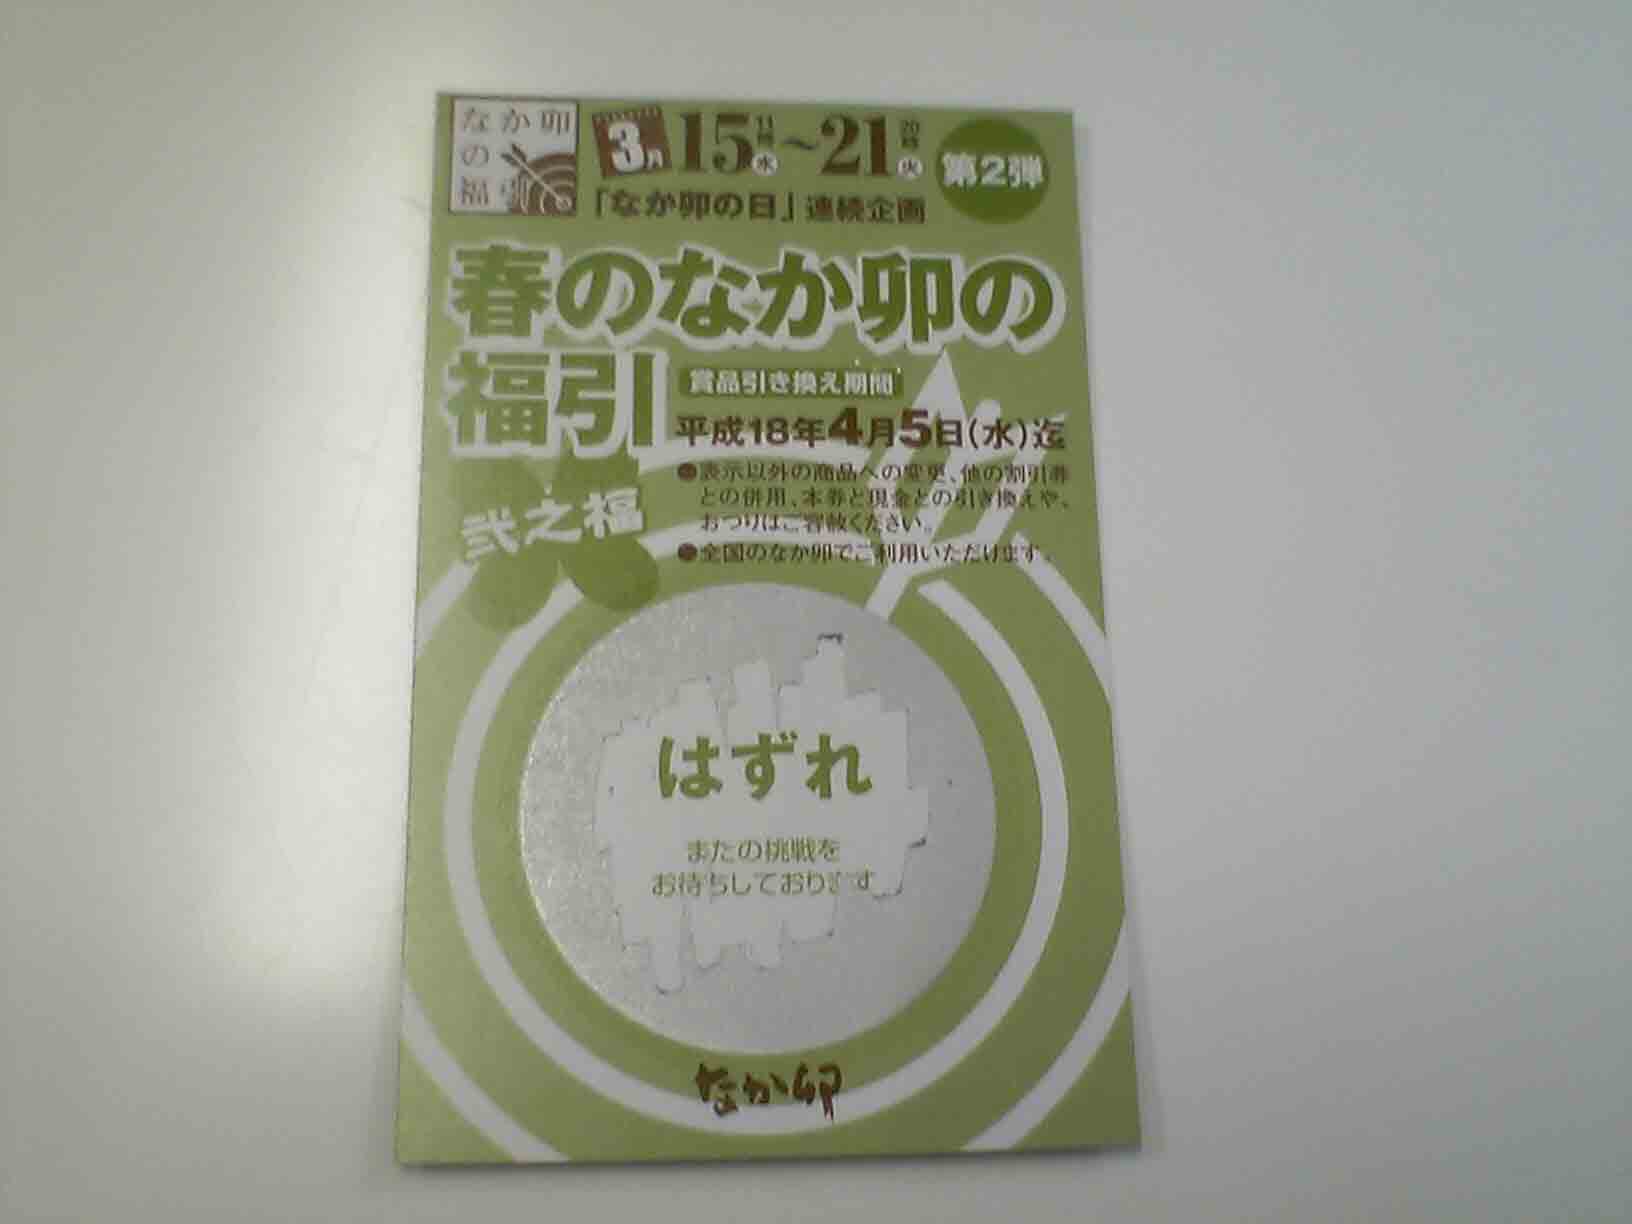 なか卯
の
福引
3月15 11時 水 〜21 20時 火
第2弾
「なか卯の日」連続企画
春のなか卯の
福引
賞品引き換え期間
平成18年4月5日(水)迄
●表示以外の商品への変更、他の割引券
との併用、本券と現金との引き換えや、
おつりはご容赦ください。
●全国のなか卯でご利用いただけます。
弐之福
はずれ
またの挑戦を
お待ちしております
なか卯